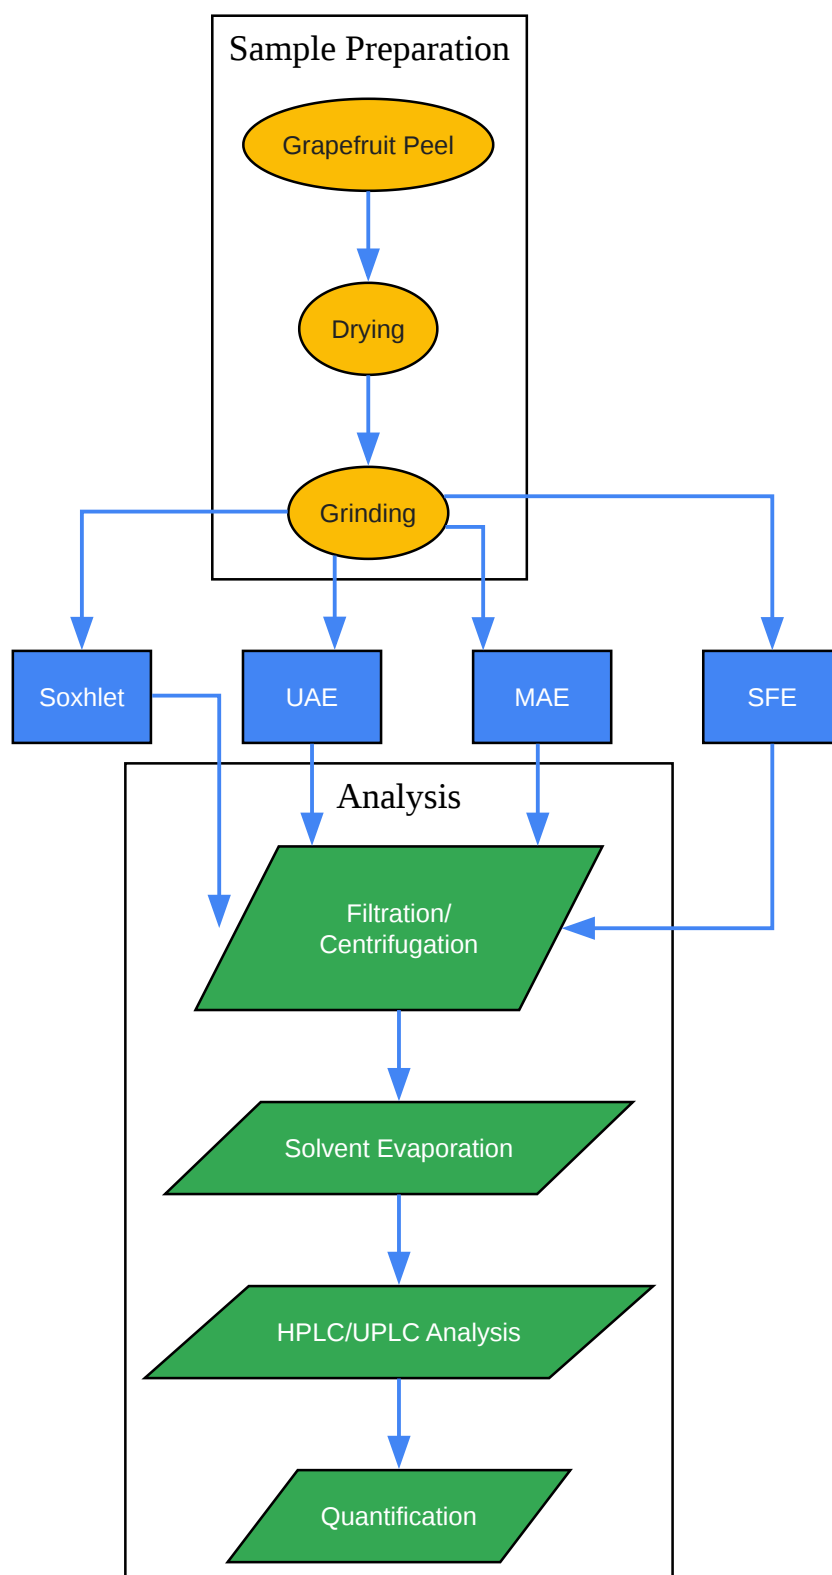 Sample Preparation
Grapefruit Peel
Drying
Grinding
Soxhlet
UAE
MAE
SFE
Analysis
Filtration/
Centrifugation
Solvent Evaporation
HPLC/UPLC Analysis
Quantification